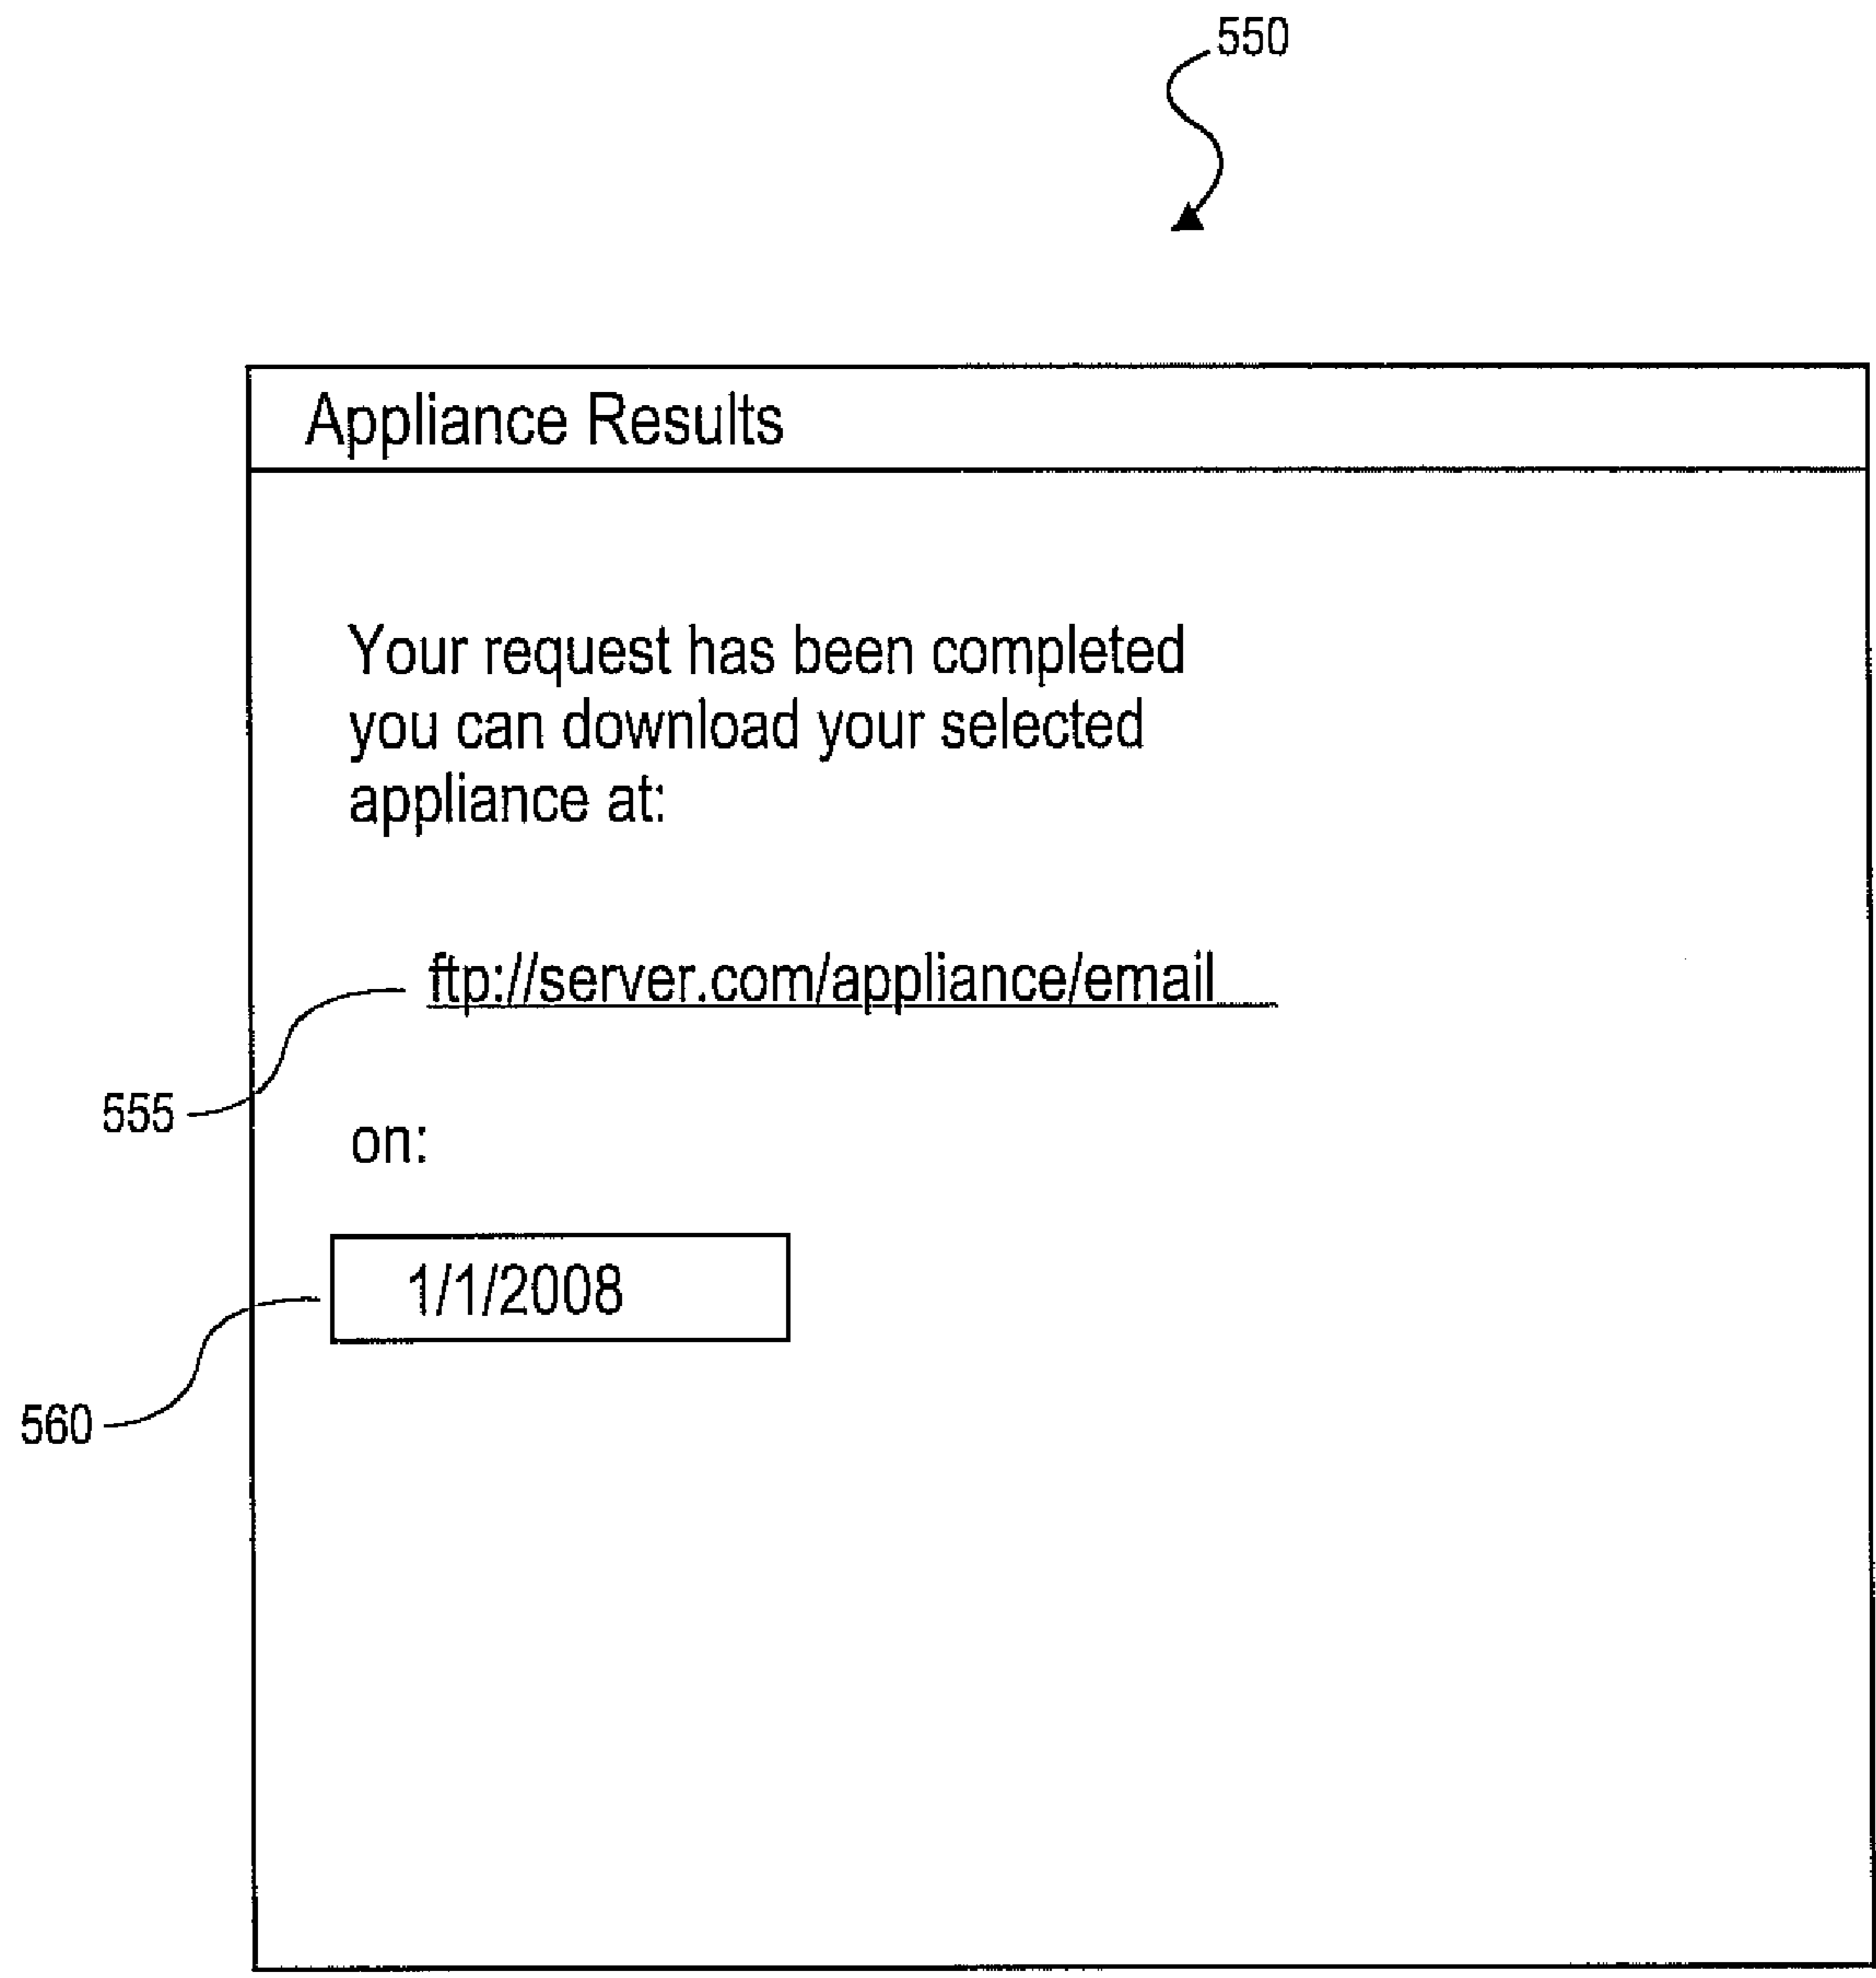 550
Appliance Results
Your request has been completed
you can download your selected
appliance at:
ftp://server.com/appliance/email
555
on:
1/1/2008
560